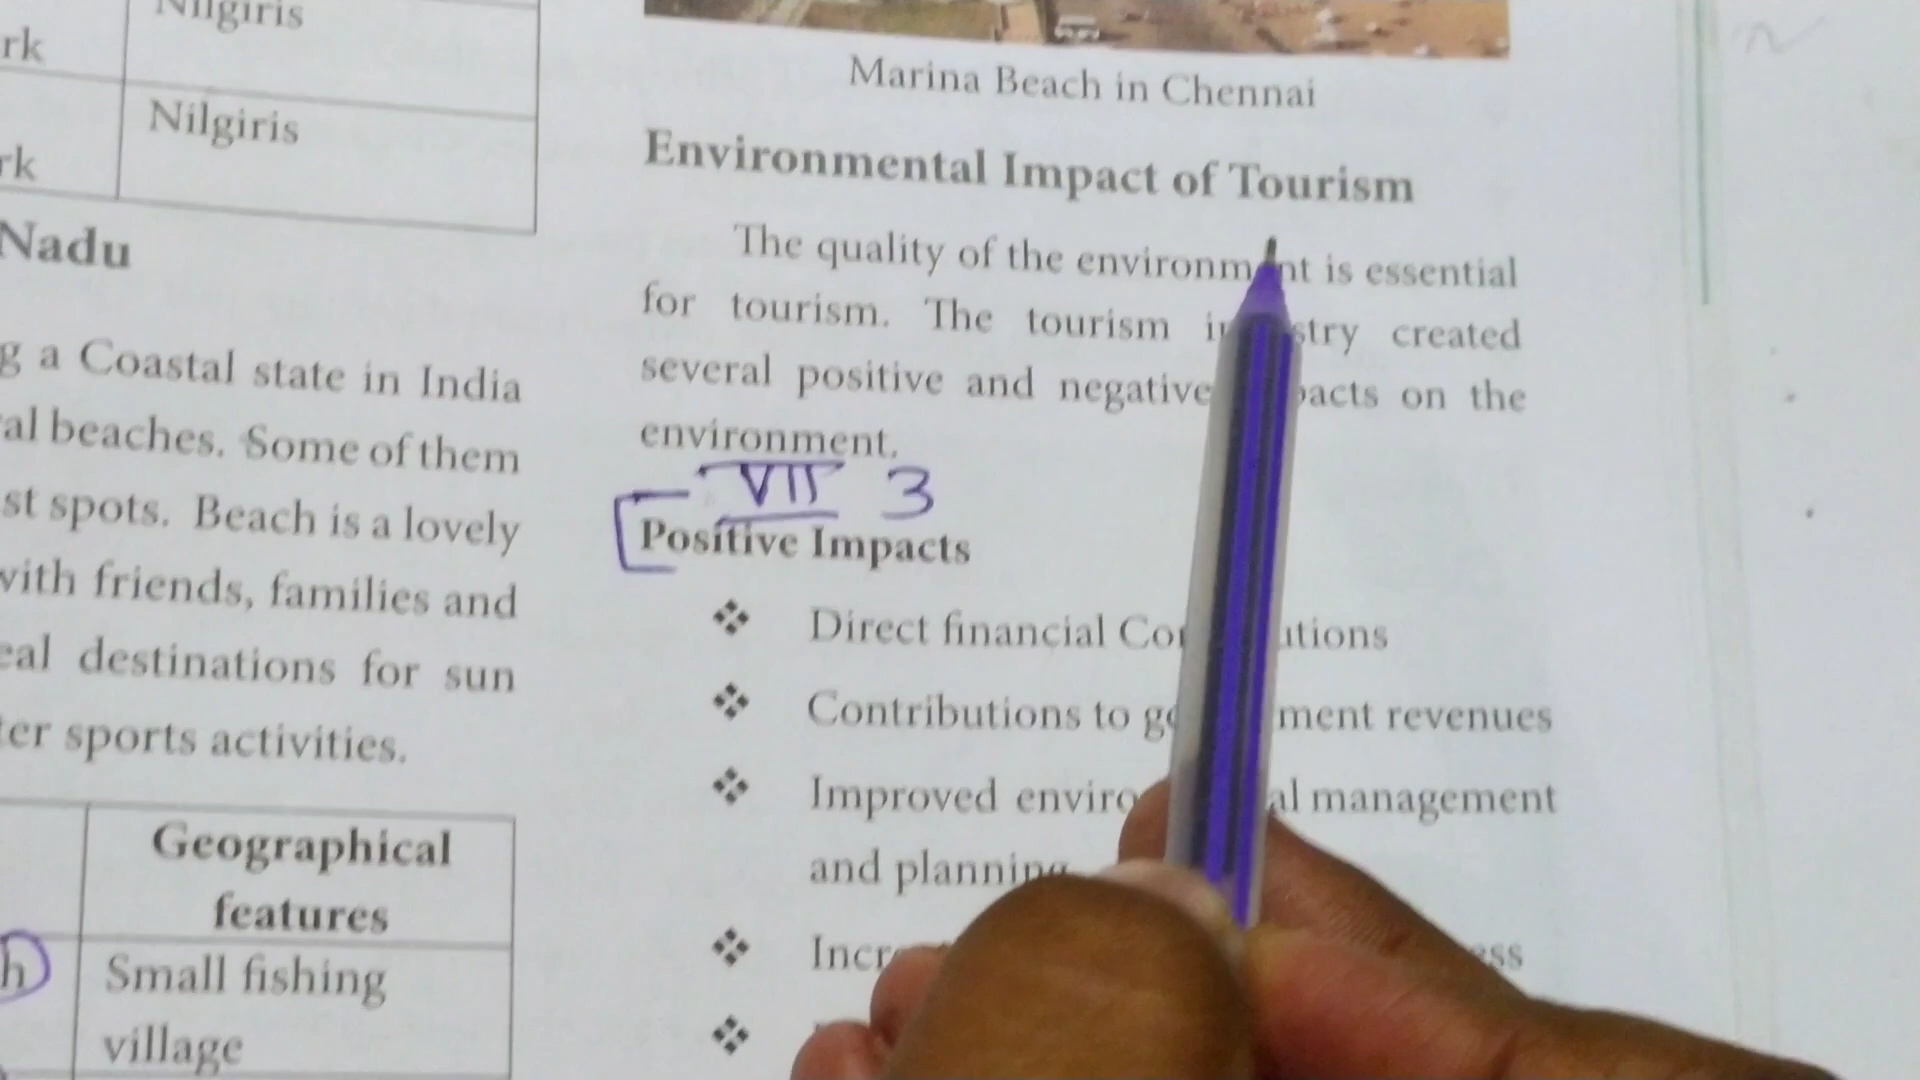 Nilgiris
rk
Nilgiris
rk
Nadu
g a Coastal state in India
al beaches. Some of them
st spots. Beach is a lovely
with friends, families and
eal destinations for sun
ter sports activities.
Geographical
features
h
Small fishing
village
Marina Beach in Chennai
Environmental Impact of Tourism
The quality of the environment is essential
for tourism. The tourism industry created
several positive and negative impacts on the
environment.
VII 3
Positive Impacts
❖ Direct financial Contributions
❖ Contributions to government revenues
❖ Improved environmental management
and planning
❖
❖